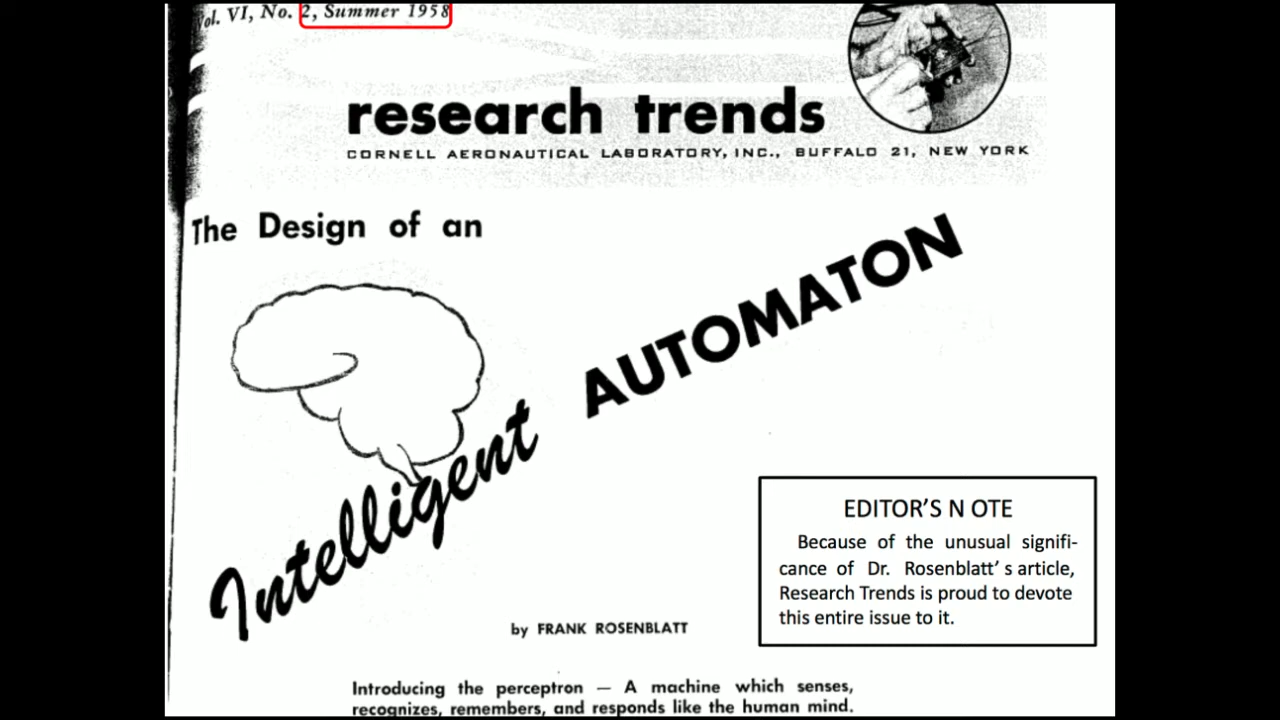 Vol. VI, No. 2, Summer 1958
research trends
CORNELL AERONAUTICAL LABORATORY, INC., BUFFALO 21, NEW YORK
The Design of an
Intelligent AUTOMATON
by FRANK ROSENBLATT
EDITOR'S N OTE
Because of the unusual signifi-
cance of Dr. Rosenblatt' s article,
Research Trends is proud to devote
this entire issue to it.
Introducing the perceptron — A machine which senses,
recognizes, remembers, and responds like the human mind.